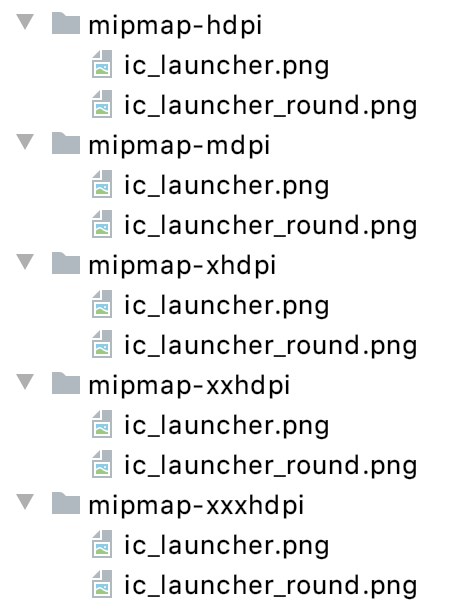 mipmap-hdpi
ic_launcher.png
ic_launcher_round.png
mipmap-mdpi
ic_launcher.png
ic_launcher_round.png
mipmap-xhdpi
ic_launcher.png
ic_launcher_round.png
mipmap-xxhdpi
ic_launcher.png
ic_launcher_round.png
mipmap-xxxhdpi
ic_launcher.png
ic_launcher_round.png